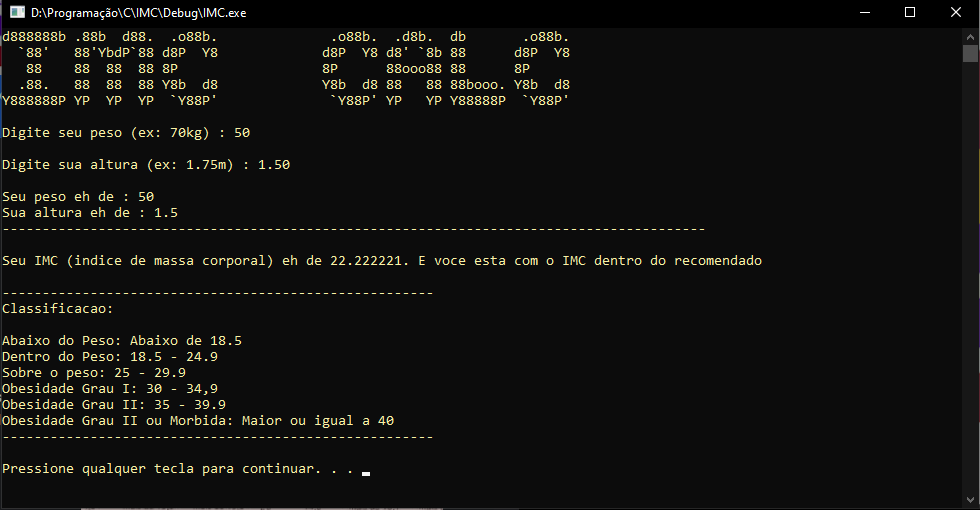 D:\Programação\C\IMC\Debug\IMC.exe
d888888b .88b  d88.  .o88b.              .o88b.  .d8b.  db       .o88b.
  `88'   88'YbdP`88 d8P  Y8             d8P  Y8 d8' `8b 88      d8P  Y8
   88    88  88  88 8P                  8P      88ooo88 88      8P
  .88.   88  88  88 Y8b  d8             Y8b  d8 88   88 88booo. Y8b  d8
Y888888P YP  YP  YP  `Y88P'              `Y88P' YP   YP Y88888P  `Y88P'
Digite seu peso (ex: 70kg) : 50
Digite sua altura (ex: 1.75m) : 1.50
Seu peso eh de : 50
Sua altura eh de : 1.5
----------------------------------------------------------------------------------------
Seu IMC (indice de massa corporal) eh de 22.222221. E voce esta com o IMC dentro do recomendado
------------------------------------------------------
Classificacao:
Abaixo do Peso: Abaixo de 18.5
Dentro do Peso: 18.5 - 24.9
Sobre o peso: 25 - 29.9
Obesidade Grau I: 30 - 34,9
Obesidade Grau II: 35 - 39.9
Obesidade Grau II ou Morbida: Maior ou igual a 40
------------------------------------------------------
Pressione qualquer tecla para continuar. . .